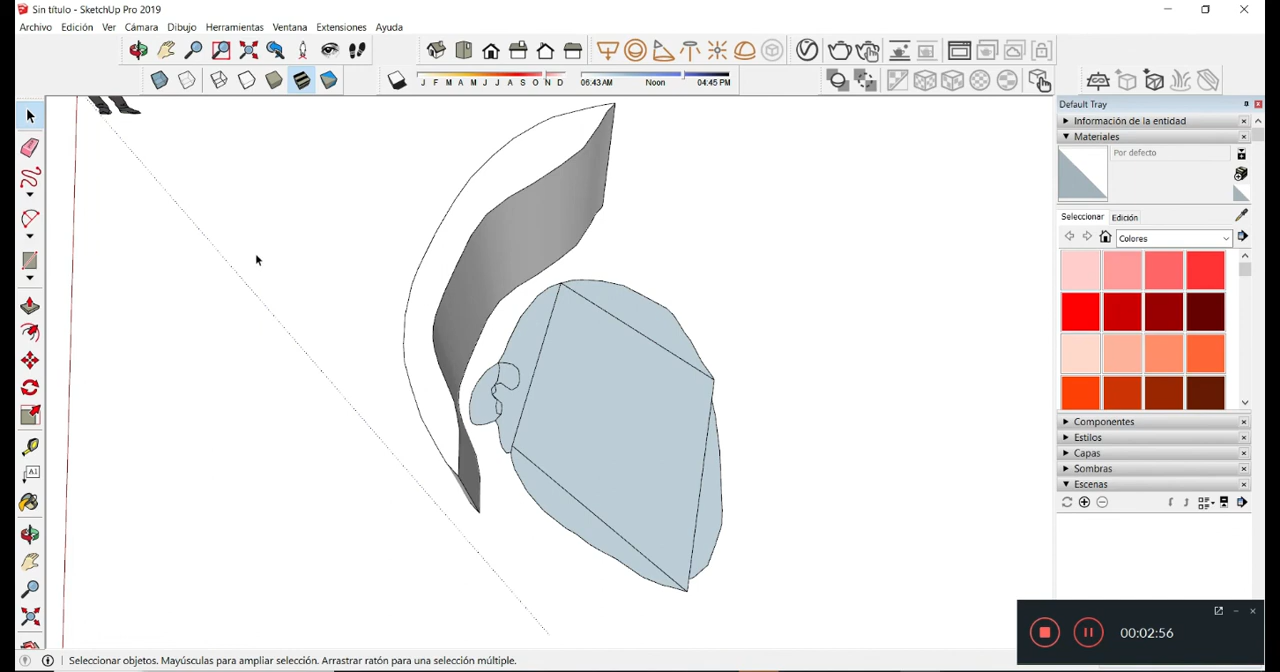 Sin título - SketchUp Pro 2019
Archivo Edición Ver Cámara Dibujo Herramientas Ventana Extensiones Ayuda
J F M A M J J A S O N D 06:43 AM Noon 04:45 PM
Default Tray
Información de la entidad
Materiales
Por defecto
Seleccionar Edición
Colores
A1
Componentes
Estilos
Capas
Sombras
Escenas
00:02:56
Seleccionar objetos. Mayúsculas para ampliar selección. Arrastrar ratón para una selección múltiple.